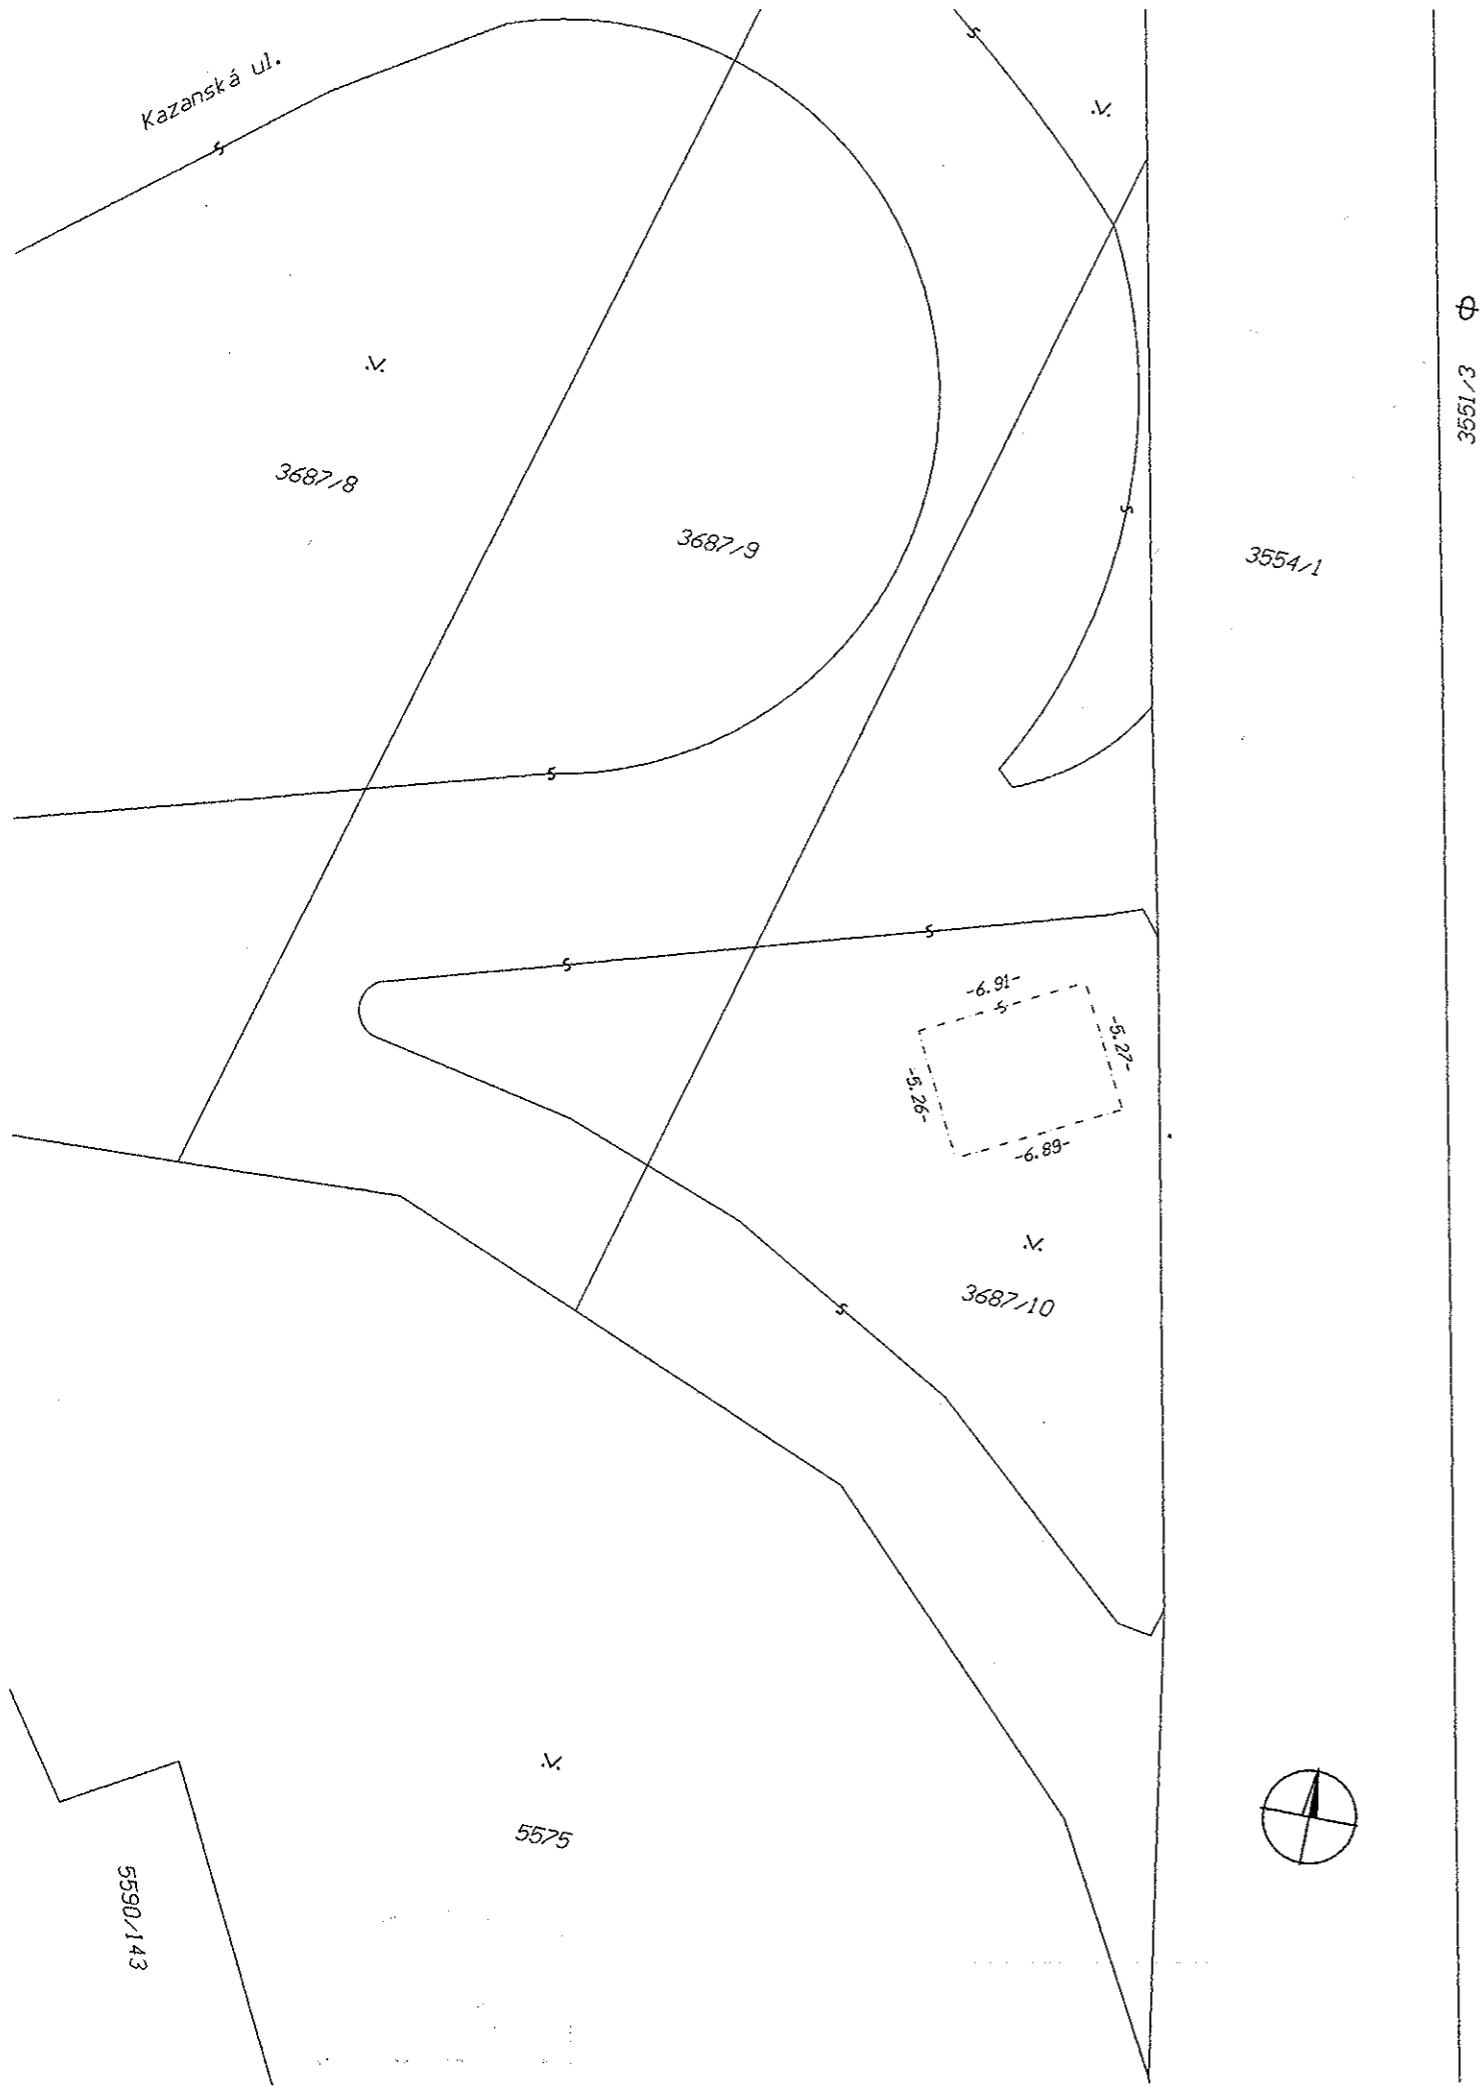 Kazanská ul.
.V.
.V.
3551/3
3687/8
3687/9
3554/1
-6.91-
-5.27-
-5.26-
-6.89-
.V.
3687/10
.V.
5575
5590/143